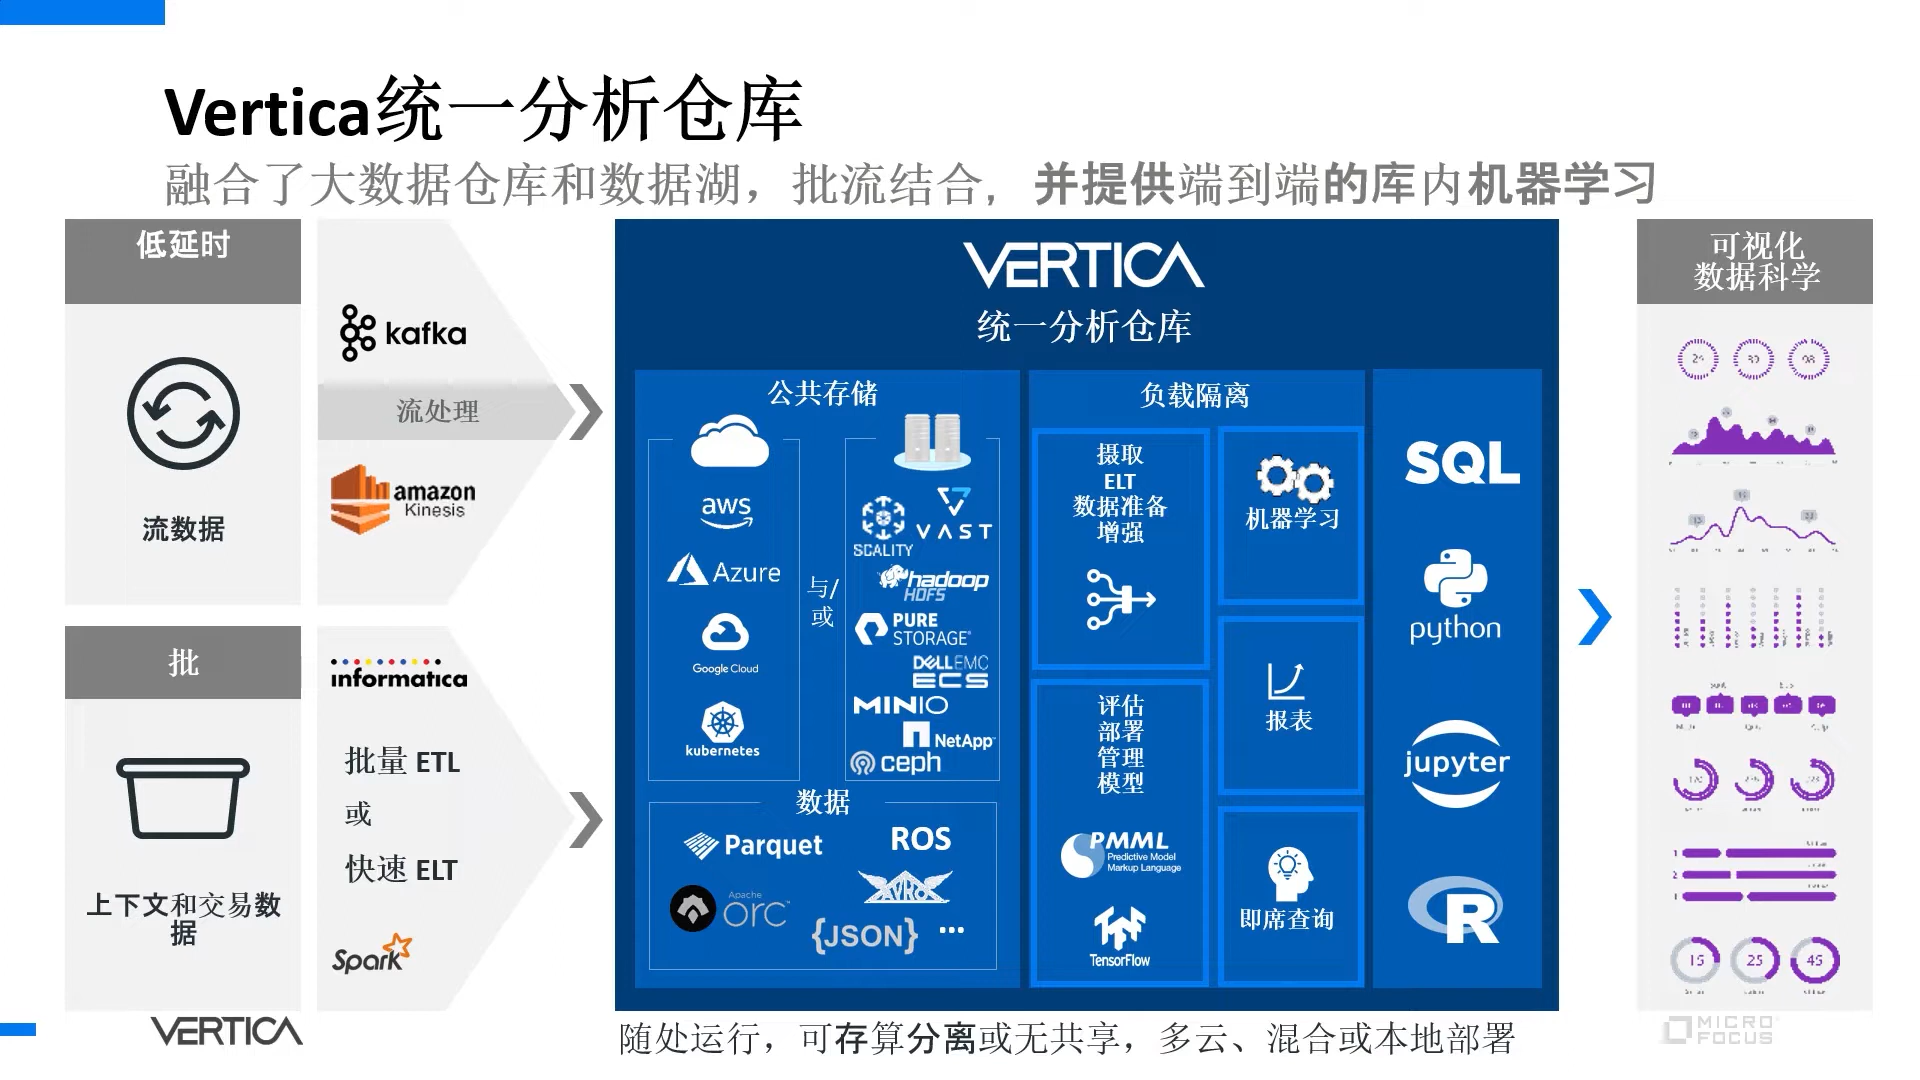 Vertica统一分析仓库
融合了大数据仓库和数据湖，批流结合，并提供端到端的库内机器学习
低延时
流数据
kafka
流处理
amazon
Kinesis
批
上下文和交易数
据
informatica
批量 ETL
或
快速 ELT
Spark
VERTICA
统一分析仓库
公共存储
aws
Azure
Google Cloud
kubernetes
与/
或
SCALITY
VAST
hadoop
HDFS
PURE
STORAGE
DELL EMC
ECS
MINIO
NetApp
ceph
数据
Parquet
ROS
Apache
orc
AVRO
{JSON}
...
负载隔离
摄取
ELT
数据准备
增强
机器学习
评估
部署
管理
模型
PMML
Predictive Model
Markup Language
TensorFlow
报表
即席查询
SQL
python
jupyter
R
可视化
数据科学
15
25
45
VERTICA
随处运行，可存算分离或无共享，多云、混合或本地部署
MICRO
FOCUS